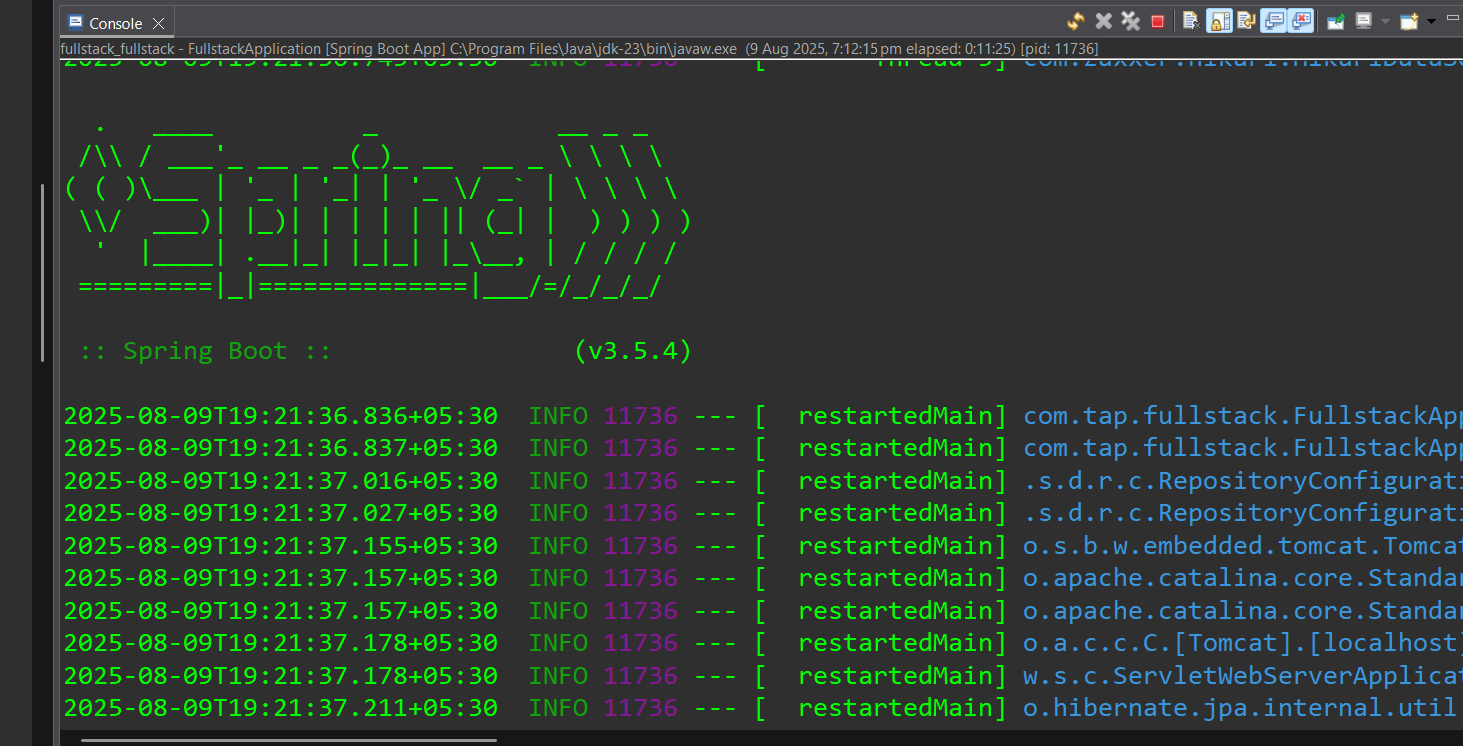 Console
fullstack_fullstack - FullstackApplication [Spring Boot App] C:\Program Files\Java\jdk-23\bin\javaw.exe (9 Aug 2025, 7:12:15 pm elapsed: 0:11:25) [pid: 11736]
  .   ____          _            __ _ _
 /\\ / ___'_ __ _ _(_)_ __  __ _ \ \ \ \
( ( )\___ | '_ | '_| | '_ \/ _` | \ \ \ \
 \\/  ___)| |_)| | | | | || (_| |  ) ) ) )
  '  |____| .__|_| |_|_| |_\__, | / / / /
 =========|_|==============|___/=/_/_/_/
 :: Spring Boot ::                (v3.5.4)
2025-08-09T19:21:36.836+05:30  INFO 11736 --- [  restartedMain] com.tap.fullstack.FullstackApp
2025-08-09T19:21:36.837+05:30  INFO 11736 --- [  restartedMain] com.tap.fullstack.FullstackApp
2025-08-09T19:21:37.016+05:30  INFO 11736 --- [  restartedMain] .s.d.r.c.RepositoryConfigurati
2025-08-09T19:21:37.027+05:30  INFO 11736 --- [  restartedMain] .s.d.r.c.RepositoryConfigurati
2025-08-09T19:21:37.155+05:30  INFO 11736 --- [  restartedMain] o.s.b.w.embedded.tomcat.Tomcat
2025-08-09T19:21:37.157+05:30  INFO 11736 --- [  restartedMain] o.apache.catalina.core.Standar
2025-08-09T19:21:37.157+05:30  INFO 11736 --- [  restartedMain] o.apache.catalina.core.Standar
2025-08-09T19:21:37.178+05:30  INFO 11736 --- [  restartedMain] o.a.c.c.C.[Tomcat].[localhost]
2025-08-09T19:21:37.178+05:30  INFO 11736 --- [  restartedMain] w.s.c.ServletWebServerApplicat
2025-08-09T19:21:37.211+05:30  INFO 11736 --- [  restartedMain] o.hibernate.jpa.internal.util